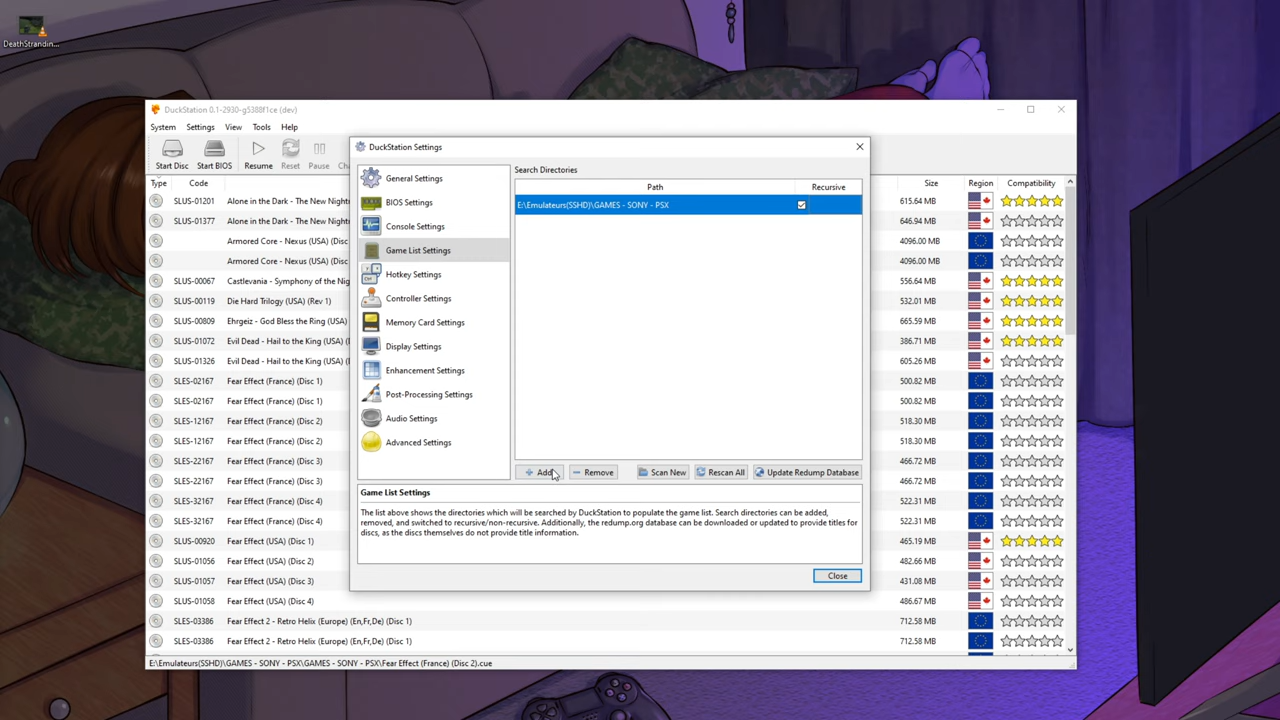 DeathStrandin...
DuckStation 0.1-2930-g5388f1ce (dev)
System Settings View Tools Help
Start Disc Start BIOS Resume Reset Pause
Type Code Size Region Compatibility
SLUS-01201 Alone in the Dark - The New Night 615.64 MB
SLUS-01377 Alone in the Dark - The New Night 646.94 MB
Armored Core - Nexus (USA) (Disc 4096.00 MB
Armored Core - Nexus (USA) (Disc 4096.00 MB
SLUS-00067 Castlevania - Symphony of the Nig 556.64 MB
SLUS-00119 Die Hard Trilogy (USA) (Rev 1) 532.01 MB
SLUS-00809 Ehrgeiz - God Bless the Ring (USA) 665.59 MB
SLUS-01072 Evil Dead - Hail to the King (USA) 386.71 MB
SLUS-01326 Evil Dead - Hail to the King (USA) 605.26 MB
SLES-02167 Fear Effect (France) (Disc 1) 500.82 MB
SLES-02167 Fear Effect (France) (Disc 1) 500.82 MB
SLES-12167 Fear Effect (France) (Disc 2) 518.30 MB
SLES-12167 Fear Effect (France) (Disc 2) 518.30 MB
SLES-22167 Fear Effect (France) (Disc 3) 466.72 MB
SLES-22167 Fear Effect (France) (Disc 3) 466.72 MB
SLES-32167 Fear Effect (France) (Disc 4) 522.31 MB
SLES-32167 Fear Effect (France) (Disc 4) 522.31 MB
SLUS-00920 Fear Effect (USA) (Disc 1) 465.19 MB
SLUS-01056 Fear Effect (USA) (Disc 2) 482.66 MB
SLUS-01057 Fear Effect (USA) (Disc 3) 431.08 MB
SLUS-01058 Fear Effect (USA) (Disc 4) 486.67 MB
SLES-03386 Fear Effect 2 - Retro Helix (Europe) (En,Fr,De) (Disc 1) 712.58 MB
SLES-03386 Fear Effect 2 - Retro Helix (Europe) (En,Fr,De) (Disc 1) 712.58 MB
E:\Emulateurs(SSHD)\GAMES - SONY - PSX\GAMES - SONY - PSX\Fear Effect (France) (Disc 2).cue
DuckStation Settings
General Settings
BIOS Settings
Console Settings
Game List Settings
Hotkey Settings
Controller Settings
Memory Card Settings
Display Settings
Enhancement Settings
Post-Processing Settings
Audio Settings
Advanced Settings
Search Directories
Path Recursive
E:\Emulateurs(SSHD)\GAMES - SONY - PSX
Add Remove Scan New Rescan All Update Redump Database
Game List Settings
The list above shows the directories which will be searched by DuckStation to populate the game list. Search directories can be added,
removed, and switched to recursive/non-recursive. Additionally, the redump.org database can be downloaded or updated to provide titles for
discs, as the discs themselves do not provide title information.
Close